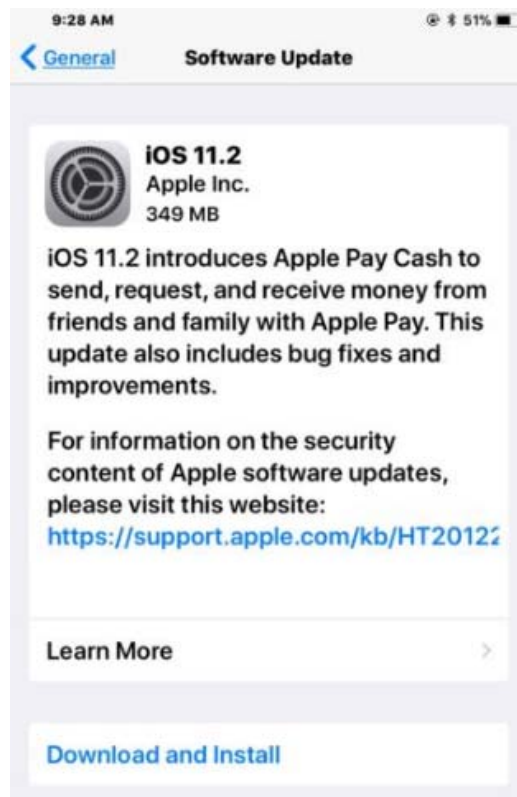 9:28 AM 51%
General Software Update
iOS 11.2
Apple Inc.
349 MB
iOS 11.2 introduces Apple Pay Cash to
send, request, and receive money from
friends and family with Apple Pay. This
update also includes bug fixes and
improvements.
For information on the security
content of Apple software updates,
please visit this website:
https://support.apple.com/kb/HT20122
Learn More
Download and Install